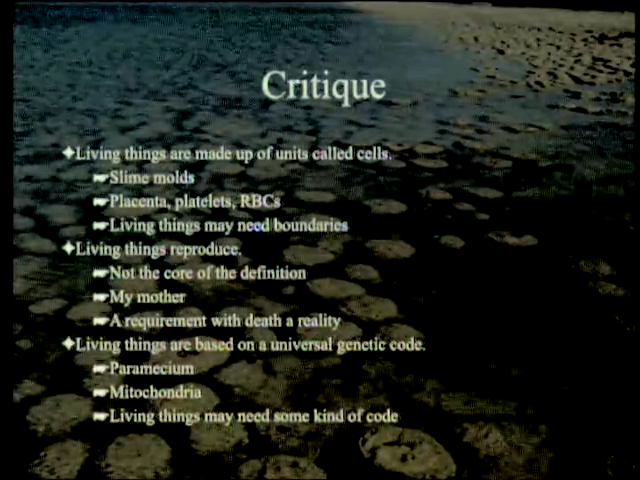 Critique
Living things are made up of units called cells.
Slime molds
Placenta, platelets, RBCs
Living things may need boundaries
Living things reproduce.
Not the core of the definition
My mother
A requirement with death a reality
Living things are based on a universal genetic code.
Paramecium
Mitochondria
Living things may need some kind of code